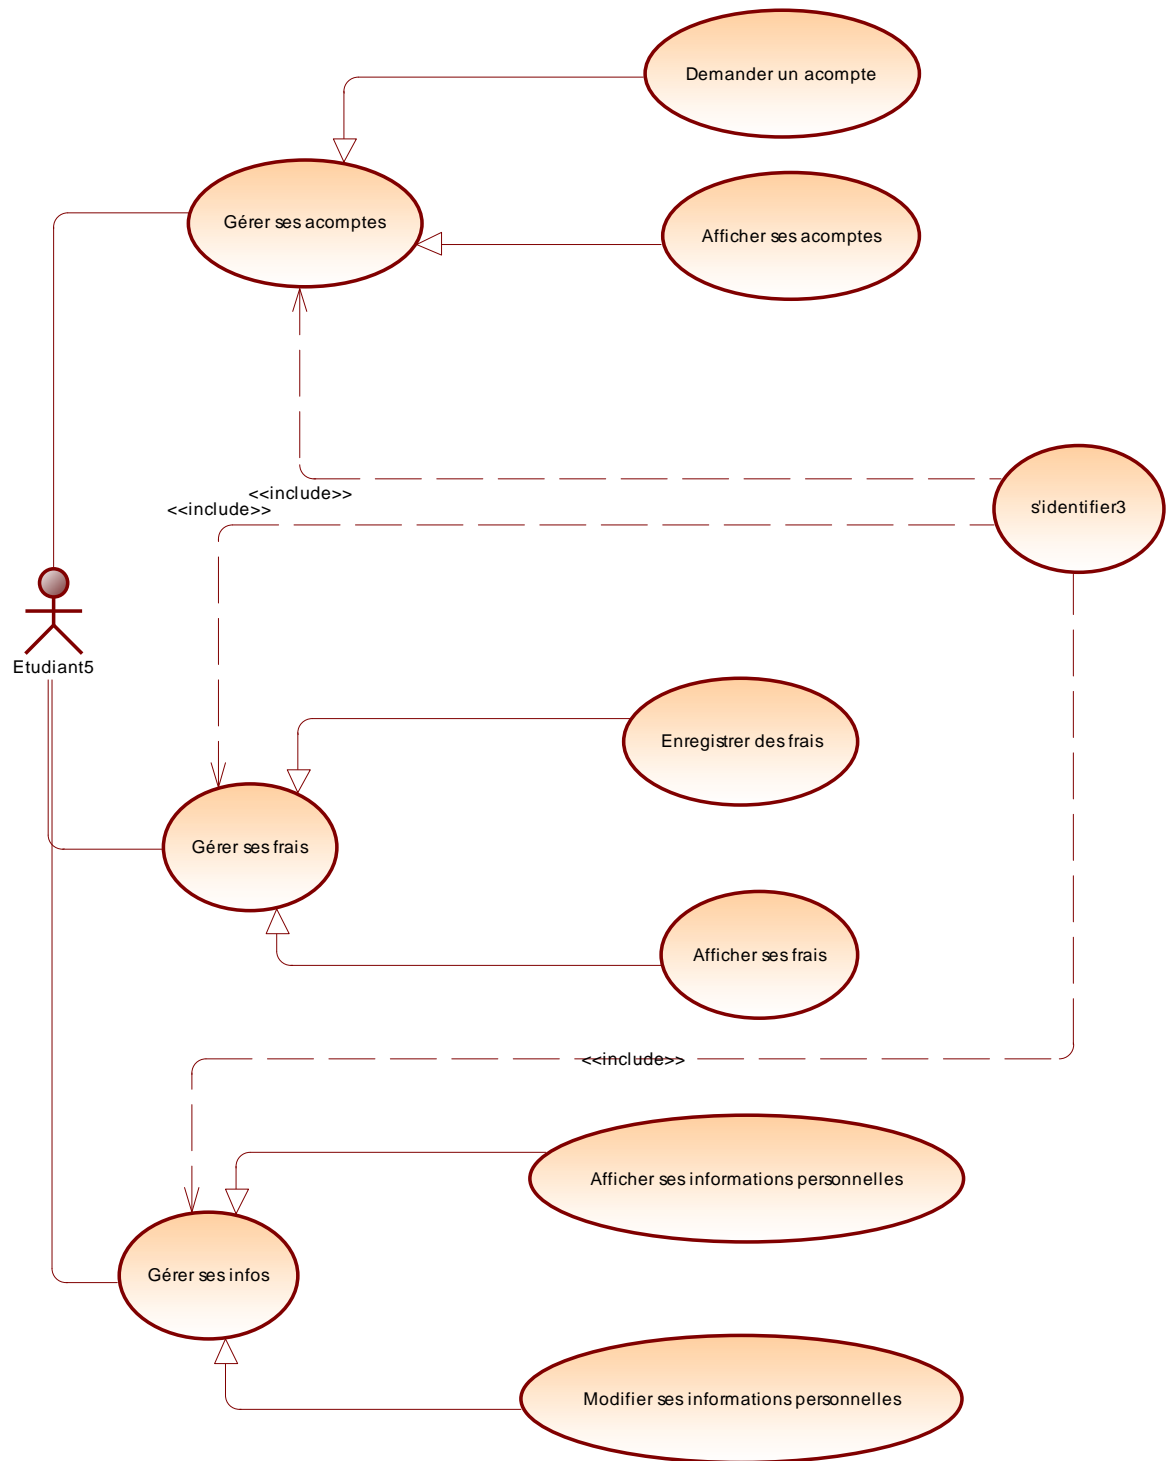 Demander un acompte
Gérer ses acomptes
Afficher ses acomptes
<<include>>
<<include>>
s'identifier3
Etudiant5
Enregistrer des frais
Gérer ses frais
Afficher ses frais
<<include>>
Afficher ses informations personnelles
Gérer ses infos
Modifier ses informations personnelles